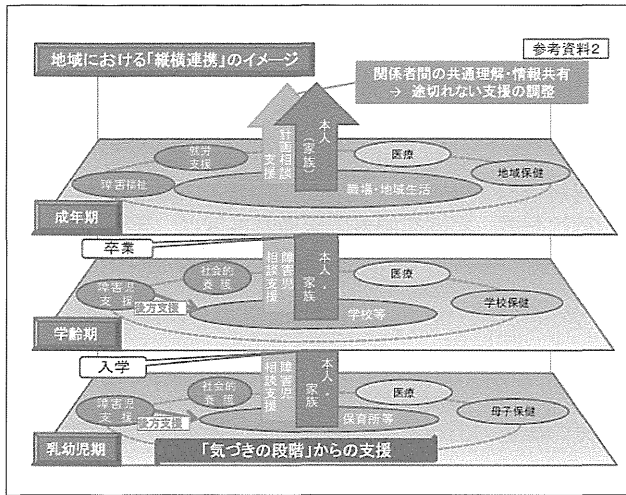 参考資料2
地域における「縦横連携」のイメージ
関係者間の共通理解・情報共有
→ 途切れない支援の調整
本人
(家族)
計画相談
支援
就労
支援
医療
障害福祉
地域保健
職場・地域生活
成年期
卒業
本人・
家族
障害児
相談支援
社会的
養護
医療
障害児
支援
後方支援
学校等
学校保健
学齢期
入学
本人・
家族
障害児
相談支援
社会的
養護
医療
障害児
支援
後方支援
保育所等
母子保健
「気づきの段階」からの支援
乳幼児期